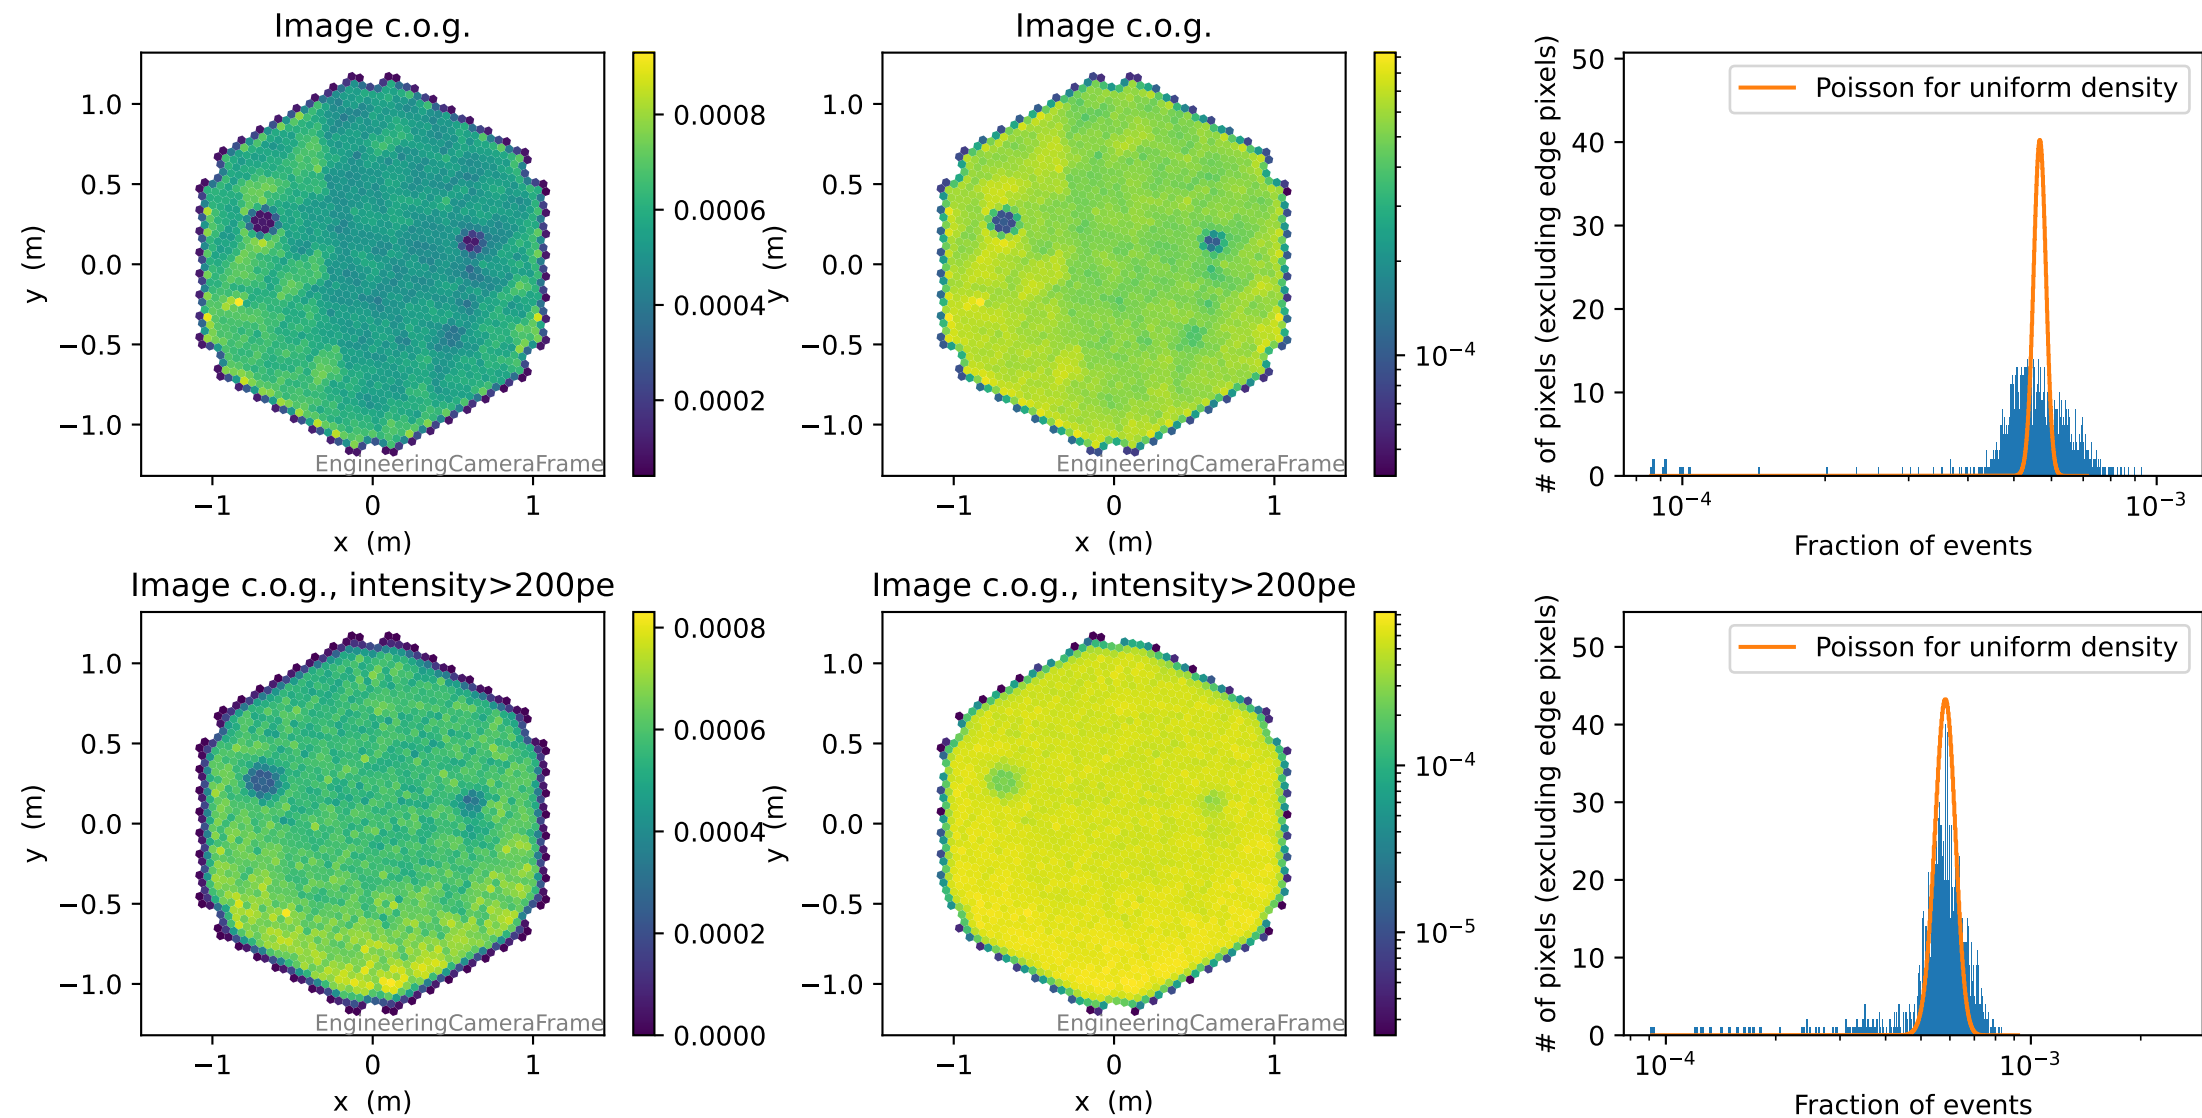 Image c.o.g.
1.0
0.5
0.0
−0.5
−1.0
y (m)
−1
0
1
x (m)
EngineeringCameraFrame
0.0008
0.0006
0.0004
0.0002
Image c.o.g.
1.0
0.5
0.0
−0.5
−1.0
y (m)
−1
0
1
x (m)
EngineeringCameraFrame
10⁻⁴
50
40
30
20
10
0
# of pixels (excluding edge pixels)
Poisson for uniform density
10⁻⁴
10⁻³
Fraction of events
Image c.o.g., intensity>200pe
1.0
0.5
0.0
−0.5
−1.0
y (m)
−1
0
1
x (m)
EngineeringCameraFrame
0.0008
0.0006
0.0004
0.0002
0.0000
Image c.o.g., intensity>200pe
1.0
0.5
0.0
−0.5
−1.0
y (m)
−1
0
1
x (m)
EngineeringCameraFrame
10⁻⁴
10⁻⁵
50
40
30
20
10
0
# of pixels (excluding edge pixels)
Poisson for uniform density
10⁻⁴
10⁻³
Fraction of events